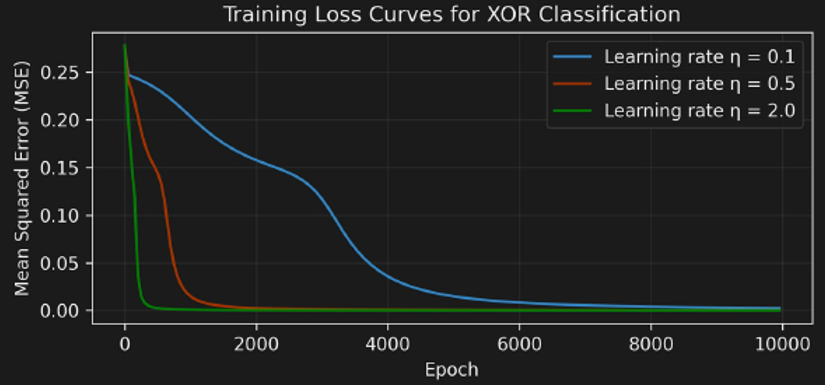 Training Loss Curves for XOR Classification
Mean Squared Error (MSE)
0.25
0.20
0.15
0.10
0.05
0.00
Learning rate η = 0.1
Learning rate η = 0.5
Learning rate η = 2.0
0 2000 4000 6000 8000 10000
Epoch